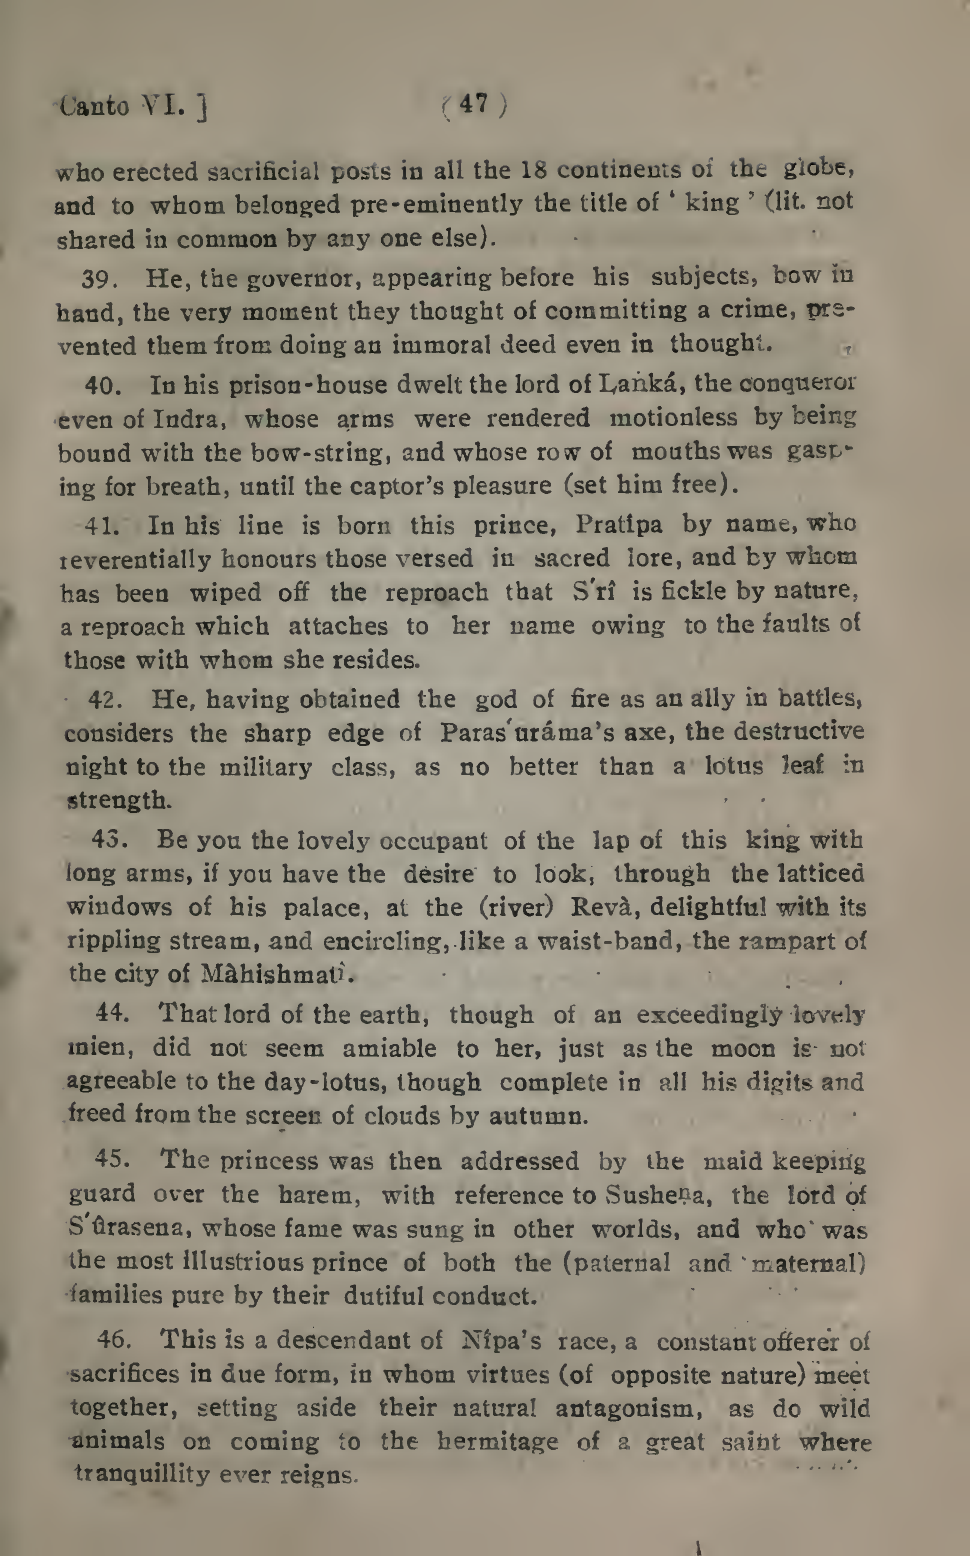 Canto VI. ] ( 47 )
who erected sacrificial posts in all the 18 continents of the globe,
and to whom belonged pre-eminently the title of ‘ king ’ (lit. not
shared in common by any one else).
39. He, the governor, appearing before his subjects, bow in
hand, the very moment they thought of committing a crime, pre-
vented them from doing an immoral deed even in thought.
40. In his prison-house dwelt the lord of Laṅká, the conqueror
even of Indra, whose arms were rendered motionless by being
bound with the bow-string, and whose row of mouths was gasp-
ing for breath, until the captor’s pleasure (set him free).
41. In his line is born this prince, Pratîpa by name, who
reverentially honours those versed in sacred lore, and by whom
has been wiped off the reproach that S'rî is fickle by nature,
a reproach which attaches to her name owing to the faults of
those with whom she resides.
42. He, having obtained the god of fire as an ally in battles,
considers the sharp edge of Paras'uráma’s axe, the destructive
night to the military class, as no better than a lotus leaf in
strength.
43. Be you the lovely occupant of the lap of this king with
long arms, if you have the desire to look, through the latticed
windows of his palace, at the (river) Revà, delightful with its
rippling stream, and encircling, like a waist-band, the rampart of
the city of Màhishmatî.
44. That lord of the earth, though of an exceedingly lovely
mien, did not seem amiable to her, just as the moon is not
agreeable to the day-lotus, though complete in all his digits and
freed from the screen of clouds by autumn.
45. The princess was then addressed by the maid keeping
guard over the harem, with reference to Susheṇa, the lord of
S'ûrasena, whose fame was sung in other worlds, and who was
the most illustrious prince of both the (paternal and maternal)
families pure by their dutiful conduct.
46. This is a descendant of Nîpa’s race, a constant offerer of
sacrifices in due form, in whom virtues (of opposite nature) meet
together, setting aside their natural antagonism, as do wild
animals on coming to the hermitage of a great saint where
tranquillity ever reigns.